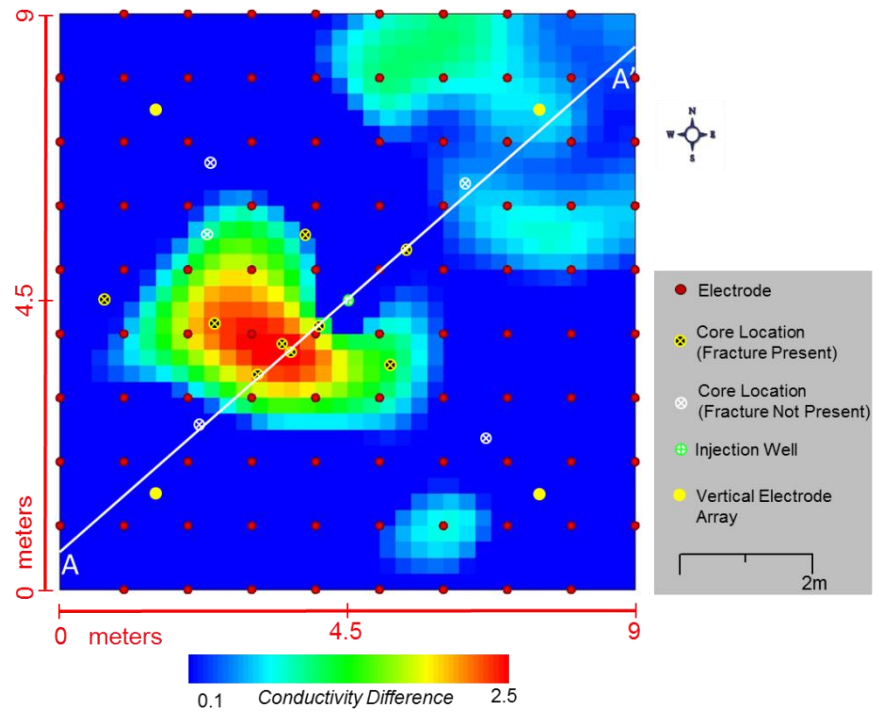 9
4.5
0 meters
A'
A
0 meters 4.5 9
0.1 Conductivity Difference 2.5
N
W E
S
Electrode
Core Location
(Fracture Present)
Core Location
(Fracture Not Present)
Injection Well
Vertical Electrode
Array
2m